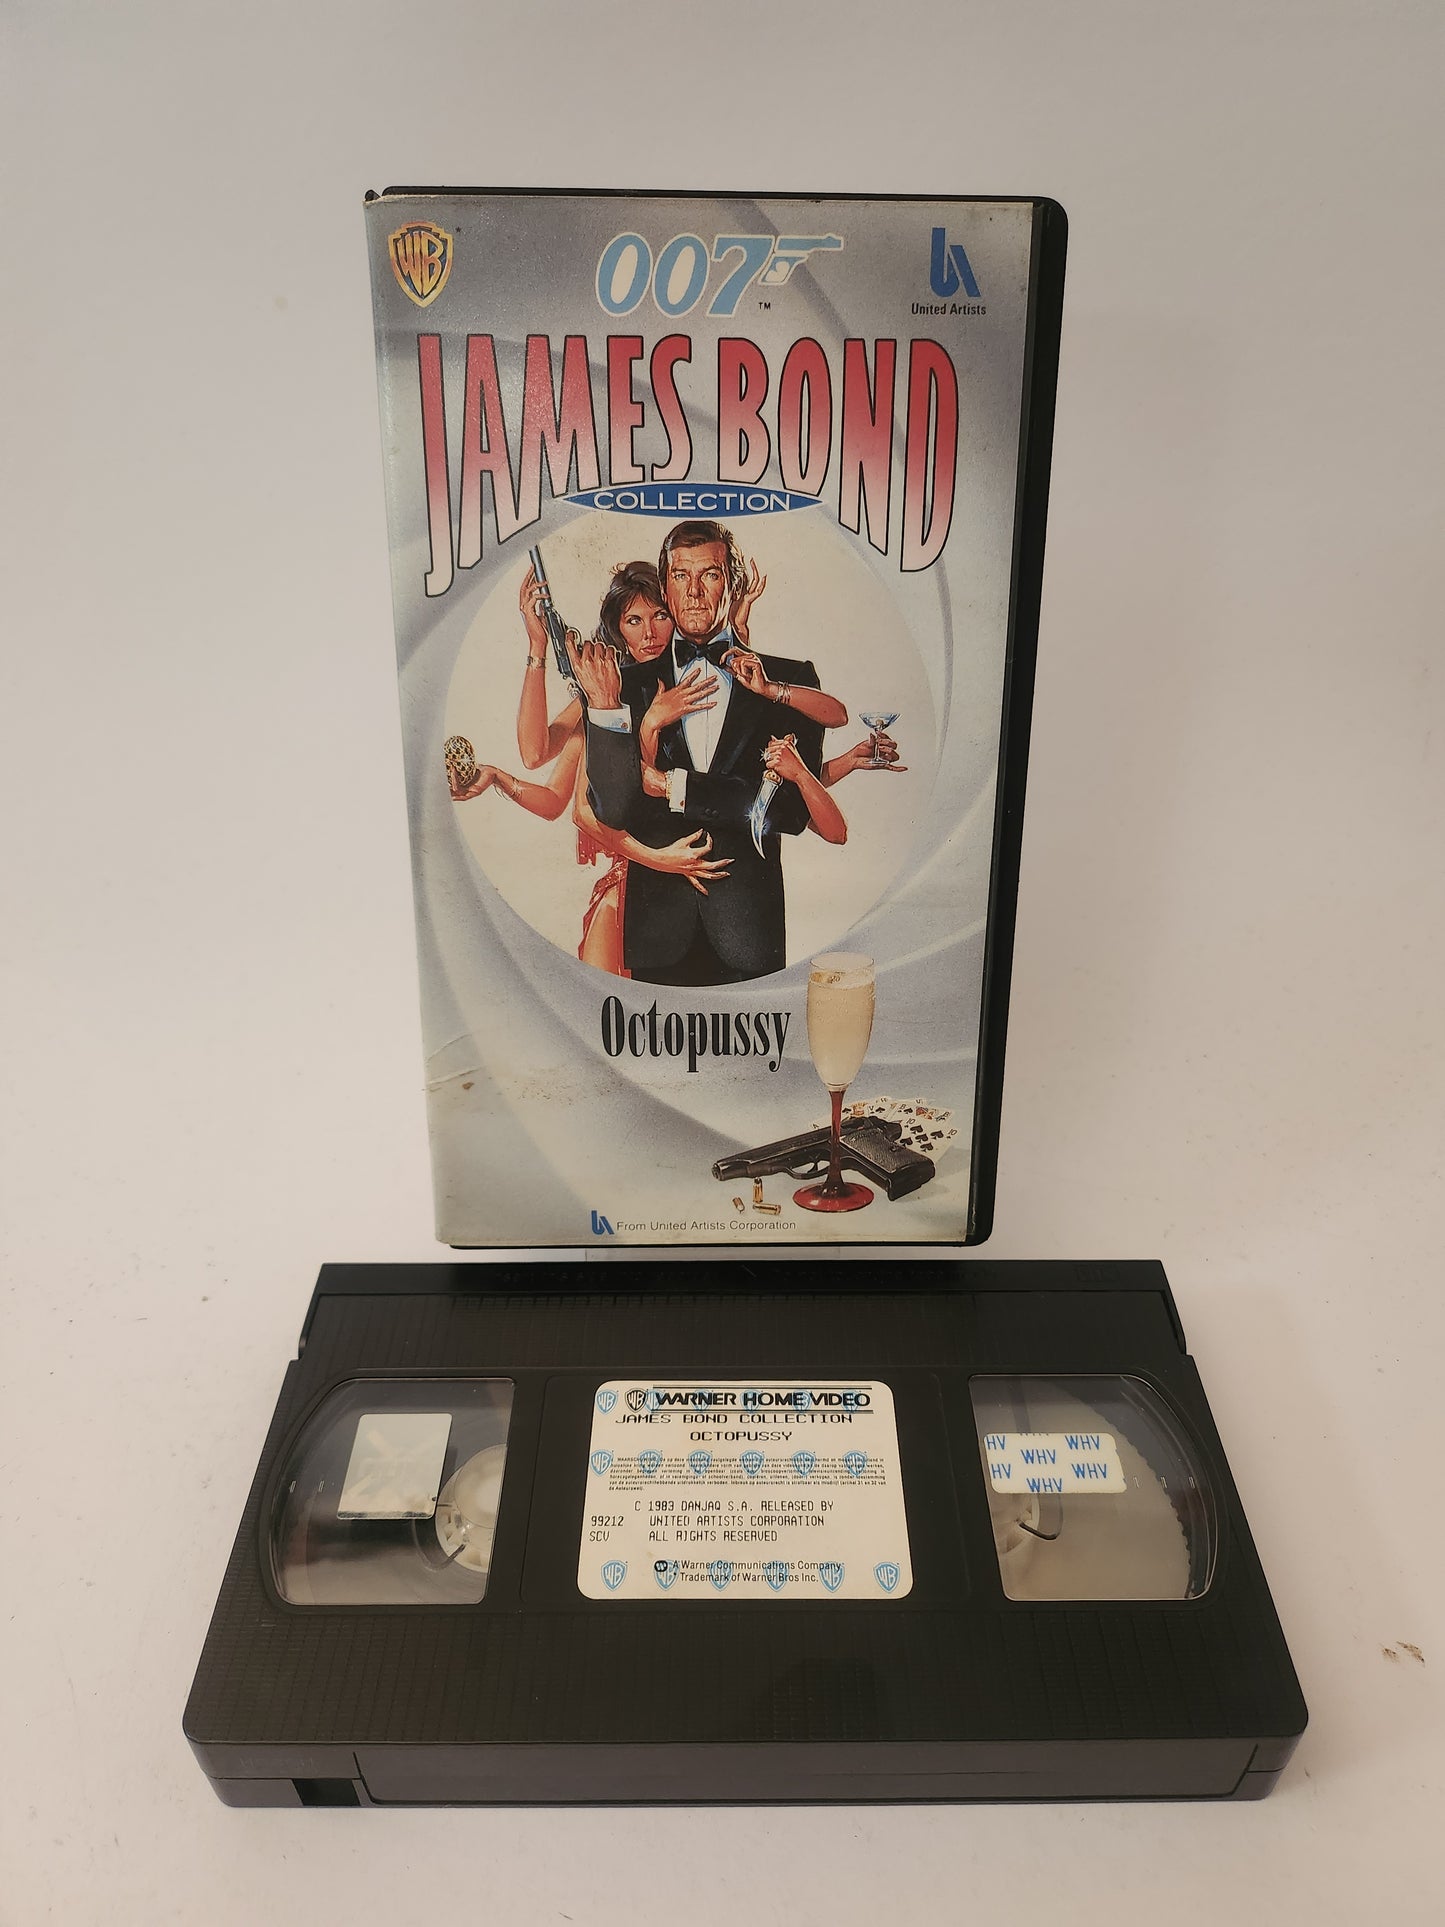 WB
007
TM
United Artists
JAMES BOND
COLLECTION
Octopussy
From United Artists Corporation
WARNER HOME VIDEO
JAMES BOND COLLECTION
OCTOPUSSY
C 1983 DANJAQ S.A. RELEASED BY
99212 UNITED ARTISTS CORPORATION
SCV ALL RIGHTS RESERVED
A Warner Communications Company
* Trademark of Warner Bros Inc.
HV WHV WHV
HV WHV WHV